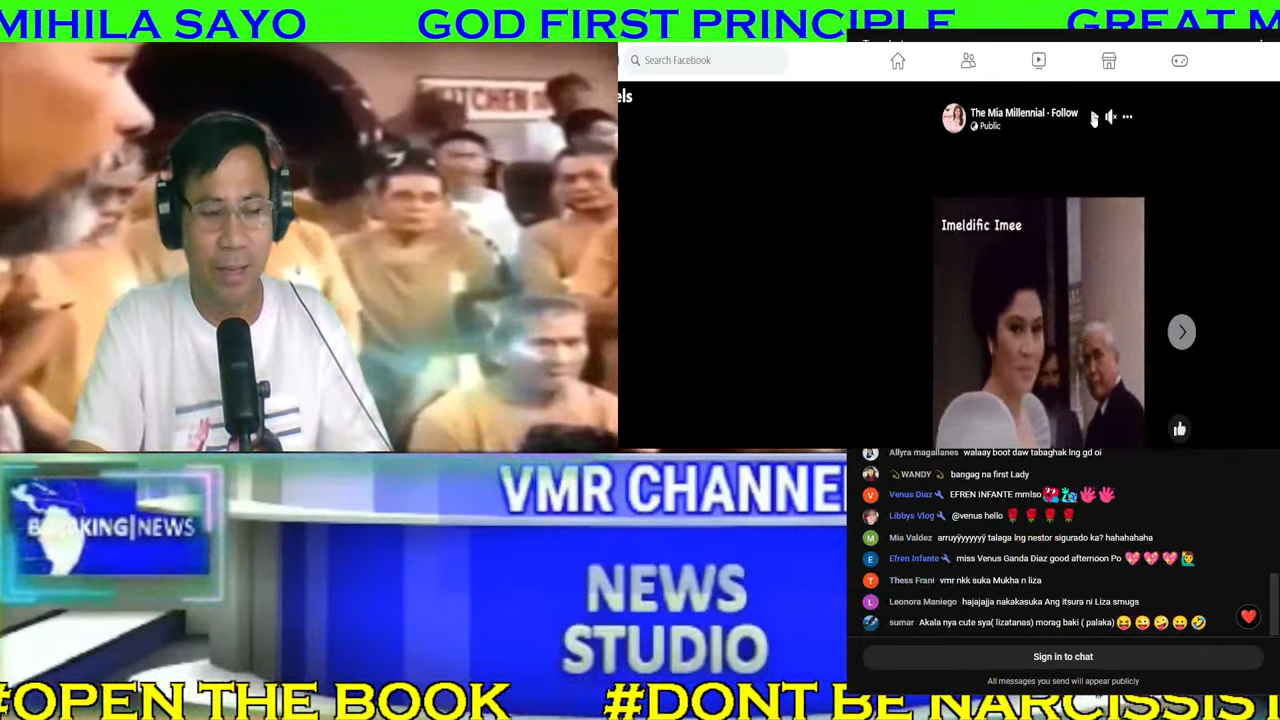 MIHILA SAYO GOD FIRST PRINCIPLE GREAT M
Search Facebook
els
The Mia Millennial · Follow
Public
KITCHEN
Imeldific Imee
Allyra magallanes walaay boot daw tabaghak lng gd oi
WANDY bangag na first Lady
Venus Diaz EFREN INFANTE mmlso
Libbys Vlog @venus hello
Mia Valdez arruyÿyyyyyÿ talaga lng nestor sigurado ka? hahahahaha
Efren Infante miss Venus Ganda Diaz good afternoon Po
Thess Frani vmr nkk suka Mukha n liza
Leonora Maniego hajajajja nakakasuka Ang itsura ni Liza smugs
sumar Akala nya cute sya( lizatanas) morag baki ( palaka)
Sign in to chat
All messages you send will appear publicly
VMR CHANNE
BREAKING|NEWS
NEWS
STUDIO
#OPEN THE BOOK #DONT BE NARCISSIST